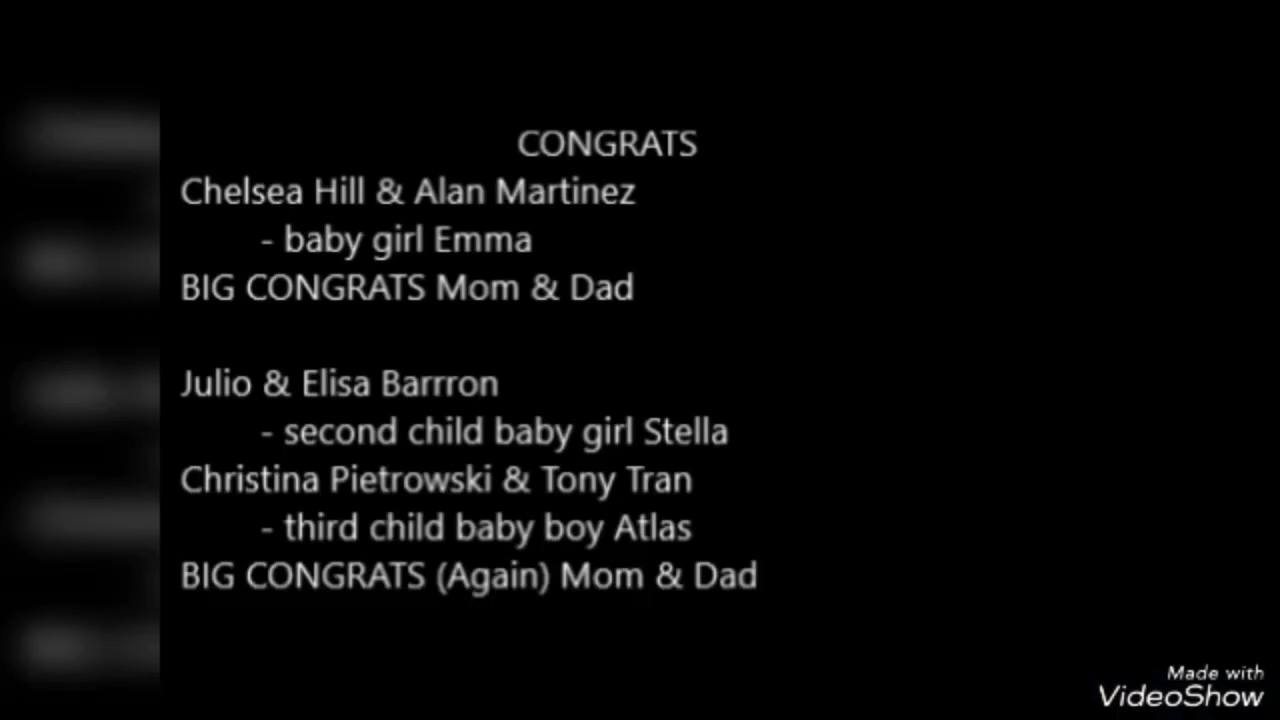 CONGRATS
Chelsea Hill & Alan Martinez
- baby girl Emma
BIG CONGRATS Mom & Dad
Julio & Elisa Barrron
- second child baby girl Stella
Christina Pietrowski & Tony Tran
- third child baby boy Atlas
BIG CONGRATS (Again) Mom & Dad
Made with
VideoShow